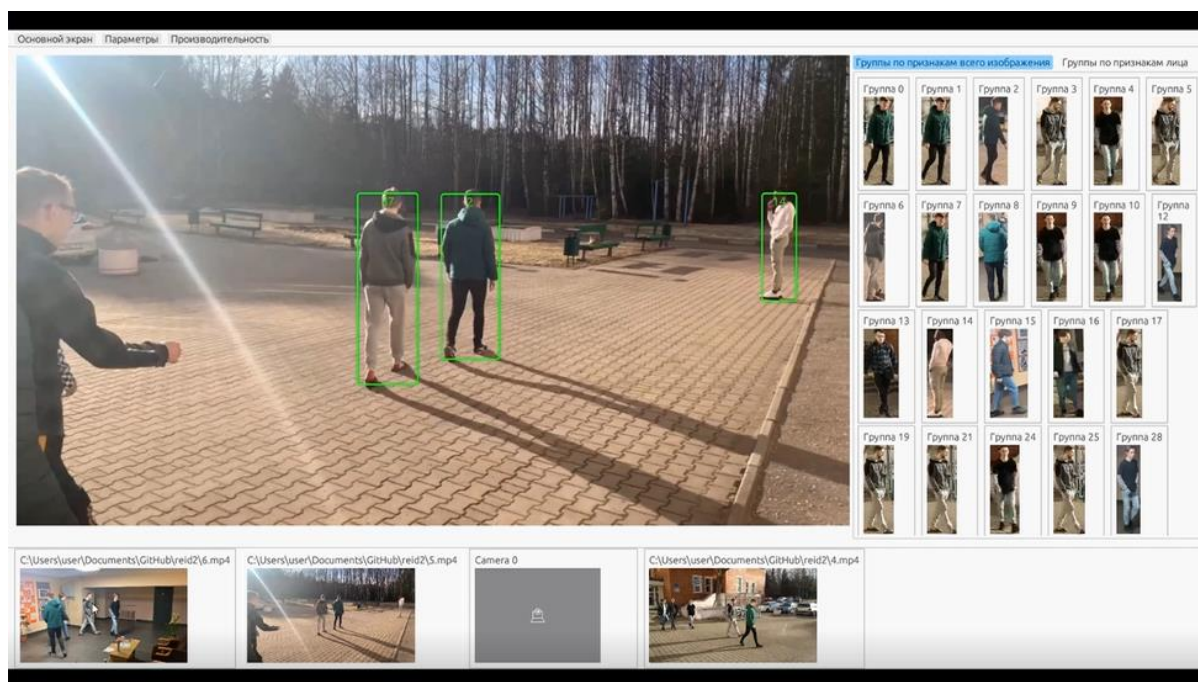 Основной экран Параметры Производительность
Группы по признакам всего изображения Группы по признакам лица
Группа 0 Группа 1 Группа 2 Группа 3 Группа 4 Группа 5
Группа 6 Группа 7 Группа 8 Группа 9 Группа 10 Группа
12
Группа 13 Группа 14 Группа 15 Группа 16 Группа 17
Группа 19 Группа 21 Группа 24 Группа 25 Группа 28
C:\Users\user\Documents\GitHub\reid2\6.mp4 C:\Users\user\Documents\GitHub\reid2\5.mp4 Camera 0 C:\Users\user\Documents\GitHub\reid2\4.mp4